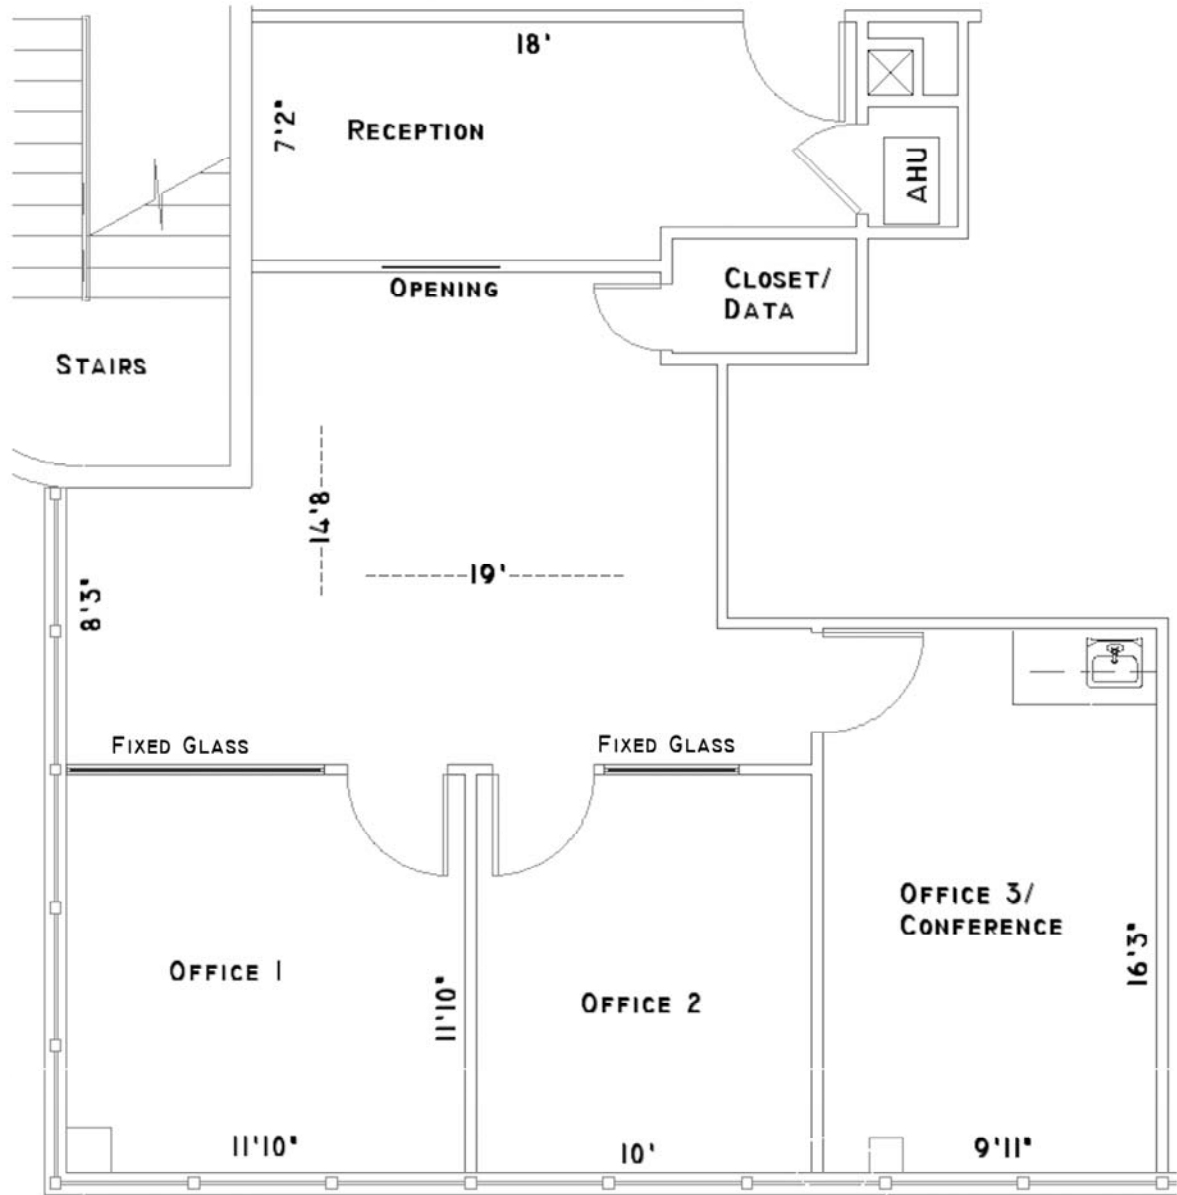 18'
7'2"
RECEPTION
AHU
OPENING
CLOSET/
DATA
STAIRS
14'8
19'
8'3"
FIXED GLASS
FIXED GLASS
OFFICE 3/
CONFERENCE
16'3"
OFFICE 1
11'10"
OFFICE 2
11'10"
10'
9'11"